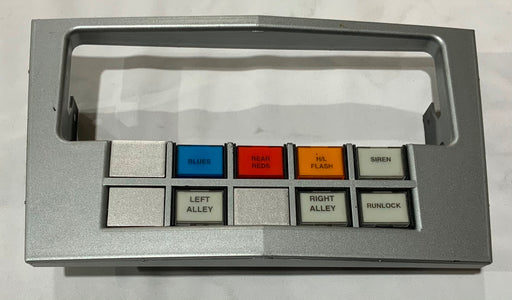 BLUES
REAR
REDS
H/L
FLASH
SIREN
LEFT
ALLEY
RIGHT
ALLEY
RUNLOCK